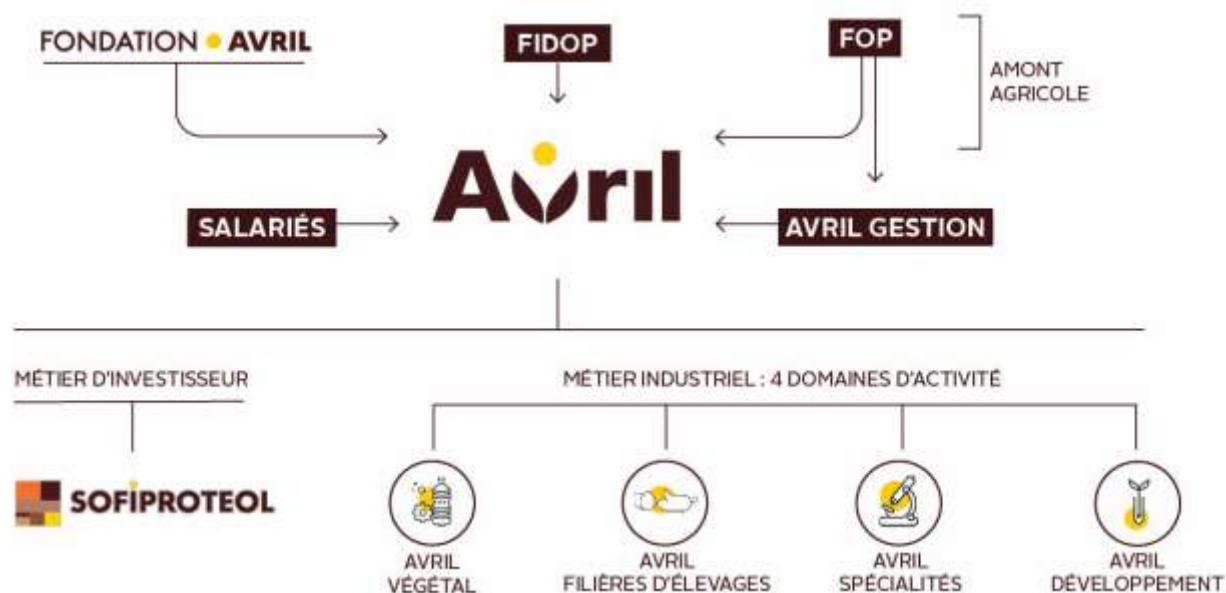 FONDATION • AVRIL
FIDOP
FOP
AMONT
AGRICOLE
Avril
SALARIÉS
AVRIL GESTION
MÉTIER D'INVESTISSEUR
MÉTIER INDUSTRIEL : 4 DOMAINES D'ACTIVITÉ
SOFIPROTEOL
AVRIL
VÉGÉTAL
AVRIL
FILIÈRES D'ÉLEVAGES
AVRIL
SPÉCIALITÉS
AVRIL
DÉVELOPPEMENT